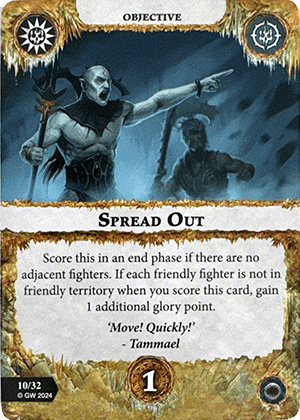 OBJECTIVE
SPREAD OUT
Score this in an end phase if there are no
adjacent fighters. If each friendly fighter is not in
friendly territory when you score this card, gain
1 additional glory point.
‘Move! Quickly!’
- Tammael
10/32
© GW 2024
1